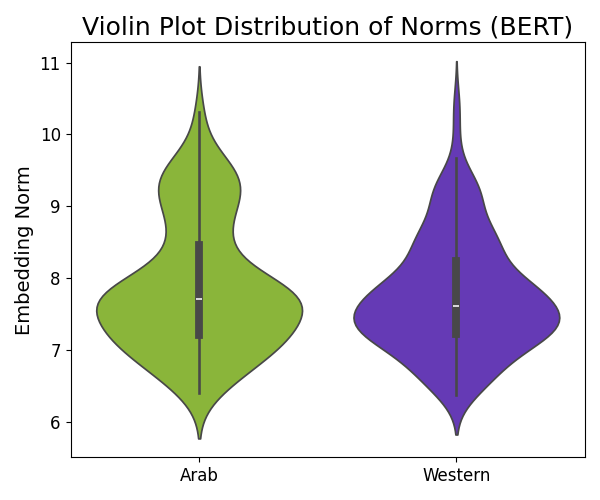 Violin Plot Distribution of Norms (BERT)
Embedding Norm
11
10
9
8
7
6
Arab
Western